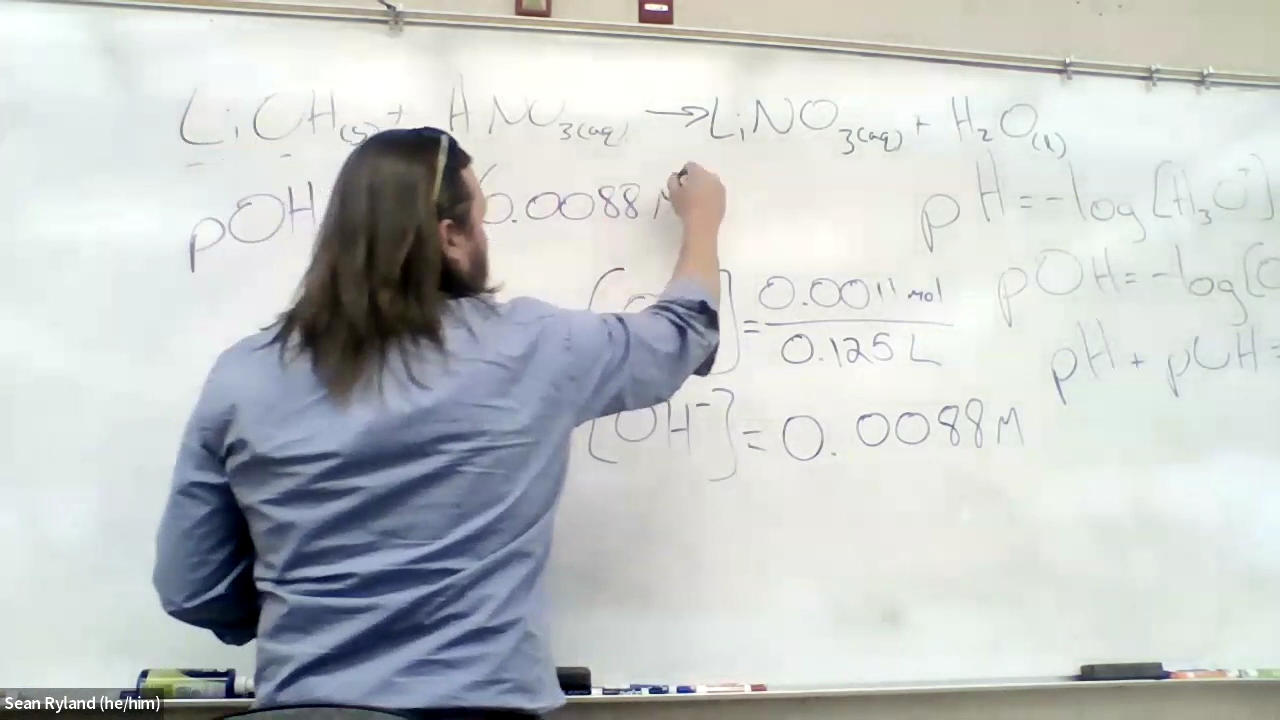 LiOH(s) + HNO3(aq) → LiNO3(aq) + H2O(l)
pOH (0.0088 M
pH = -log[H3O+]
] = 0.0011 mol
0.125 L
pOH = -log[O
pH + pOH =
[OH-] = 0.0088 M
Sean Ryland (he/him)